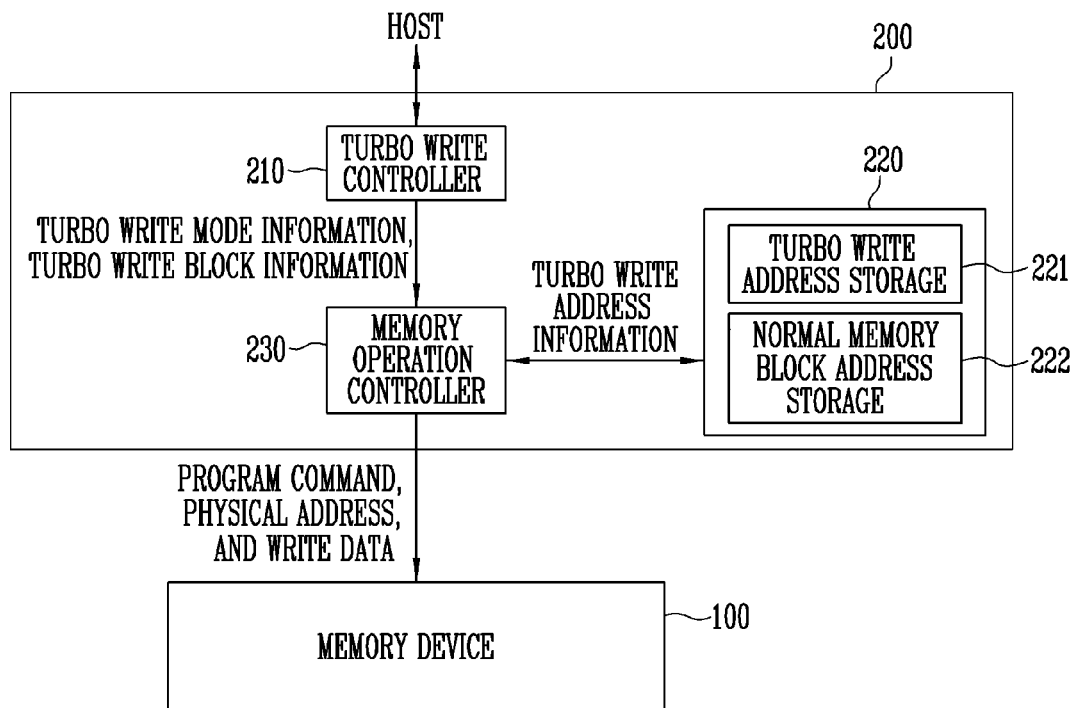 HOST
200
TURBO WRITE
CONTROLLER
210
220
TURBO WRITE MODE INFORMATION,
TURBO WRITE BLOCK INFORMATION
TURBO WRITE
ADDRESS STORAGE
221
TURBO WRITE
ADDRESS
INFORMATION
230
MEMORY
OPERATION
CONTROLLER
NORMAL MEMORY
BLOCK ADDRESS
STORAGE
222
PROGRAM COMMAND,
PHYSICAL ADDRESS,
AND WRITE DATA
100
MEMORY DEVICE